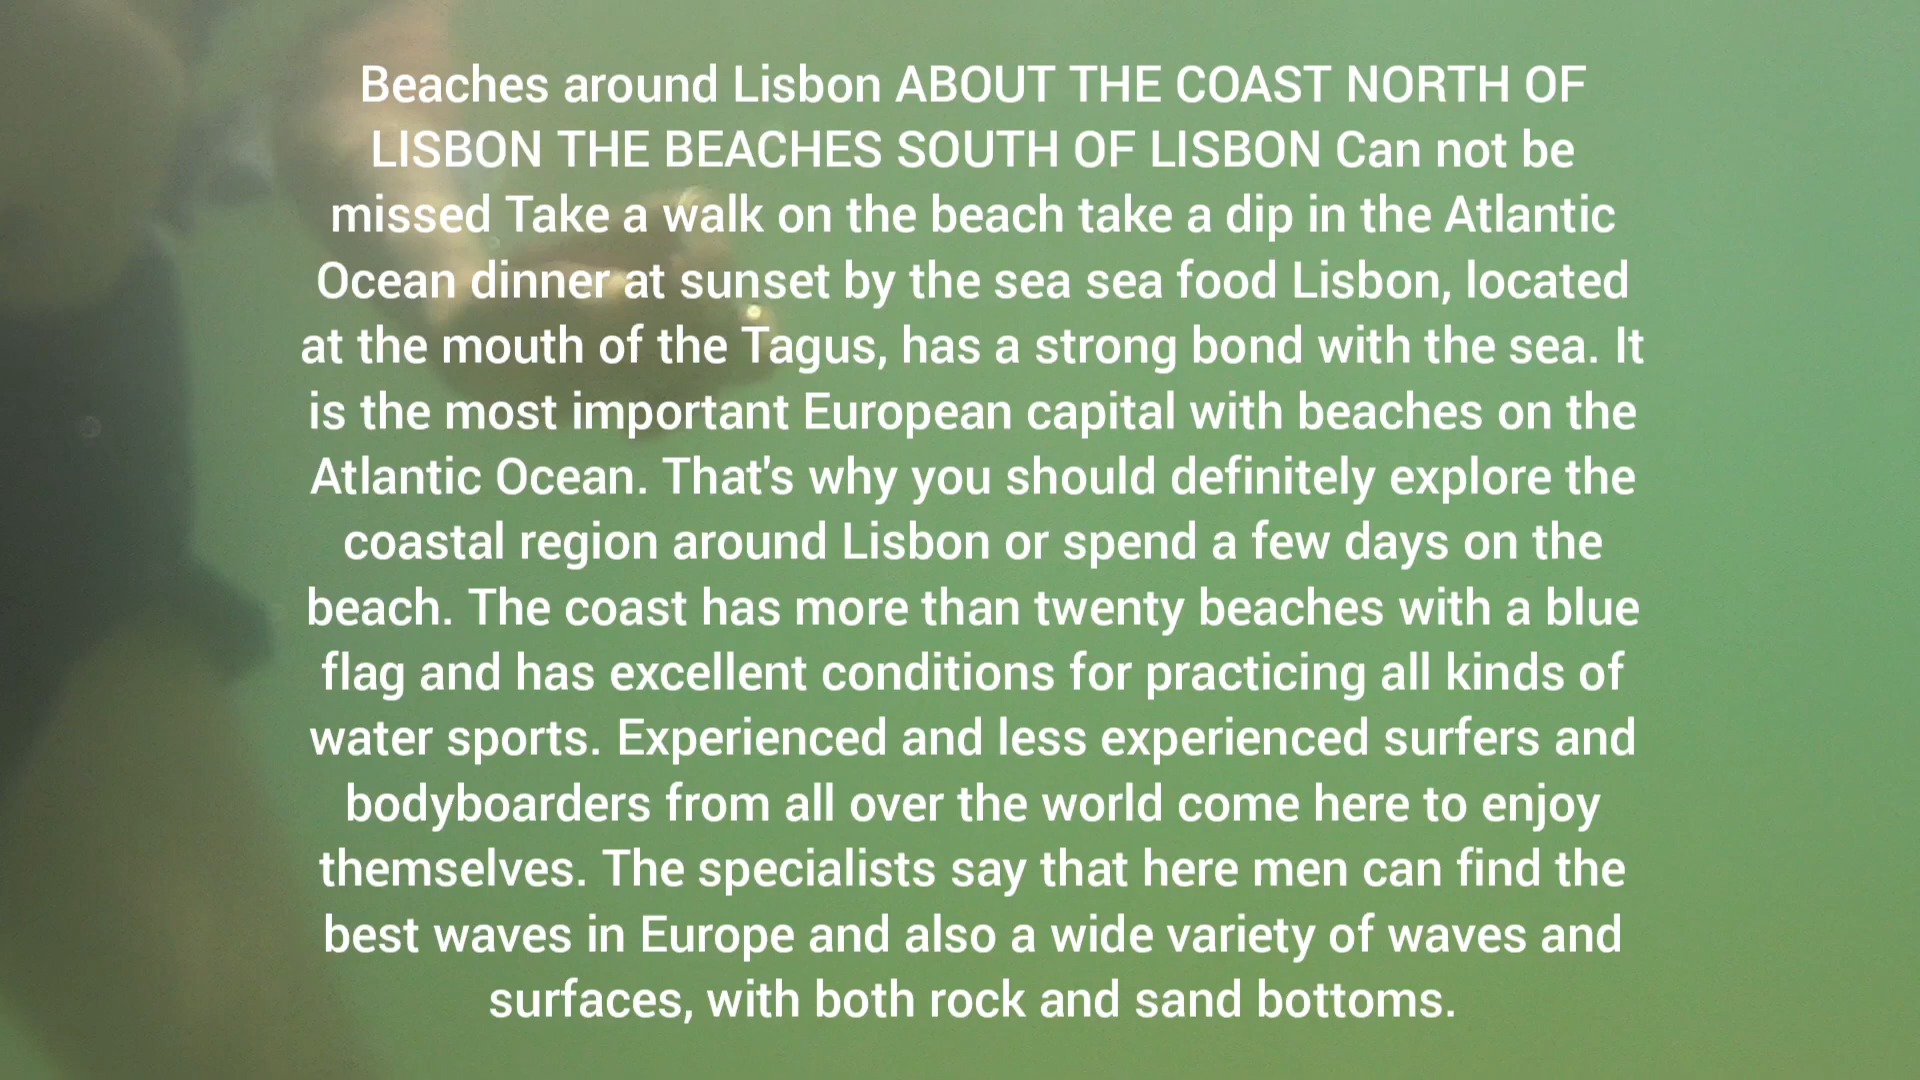 Beaches around Lisbon ABOUT THE COAST NORTH OF
LISBON THE BEACHES SOUTH OF LISBON Can not be
missed Take a walk on the beach take a dip in the Atlantic
Ocean dinner at sunset by the sea sea food Lisbon, located
at the mouth of the Tagus, has a strong bond with the sea. It
is the most important European capital with beaches on the
Atlantic Ocean. That's why you should definitely explore the
coastal region around Lisbon or spend a few days on the
beach. The coast has more than twenty beaches with a blue
flag and has excellent conditions for practicing all kinds of
water sports. Experienced and less experienced surfers and
bodyboarders from all over the world come here to enjoy
themselves. The specialists say that here men can find the
best waves in Europe and also a wide variety of waves and
surfaces, with both rock and sand bottoms.